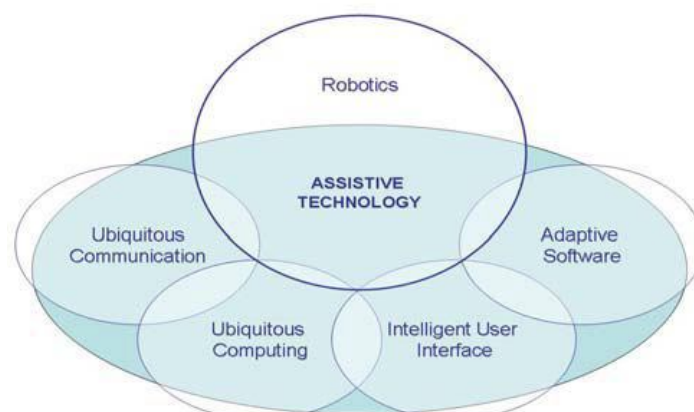 Robotics
ASSISTIVE
TECHNOLOGY
Ubiquitous
Communication
Adaptive
Software
Ubiquitous
Computing
Intelligent User
Interface